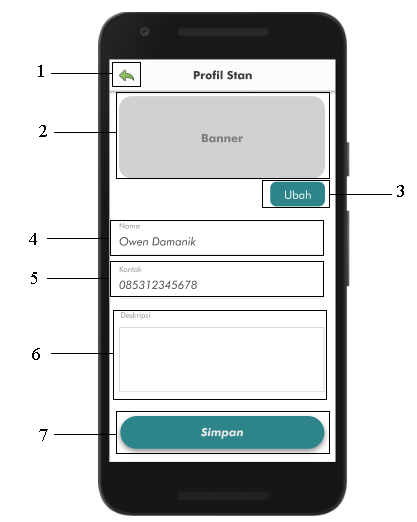 1
Profil Stan
2
Banner
3
Ubah
4
Nama
Owen Damanik
5
Kontak
085312345678
6
Deskripsi
7
Simpan